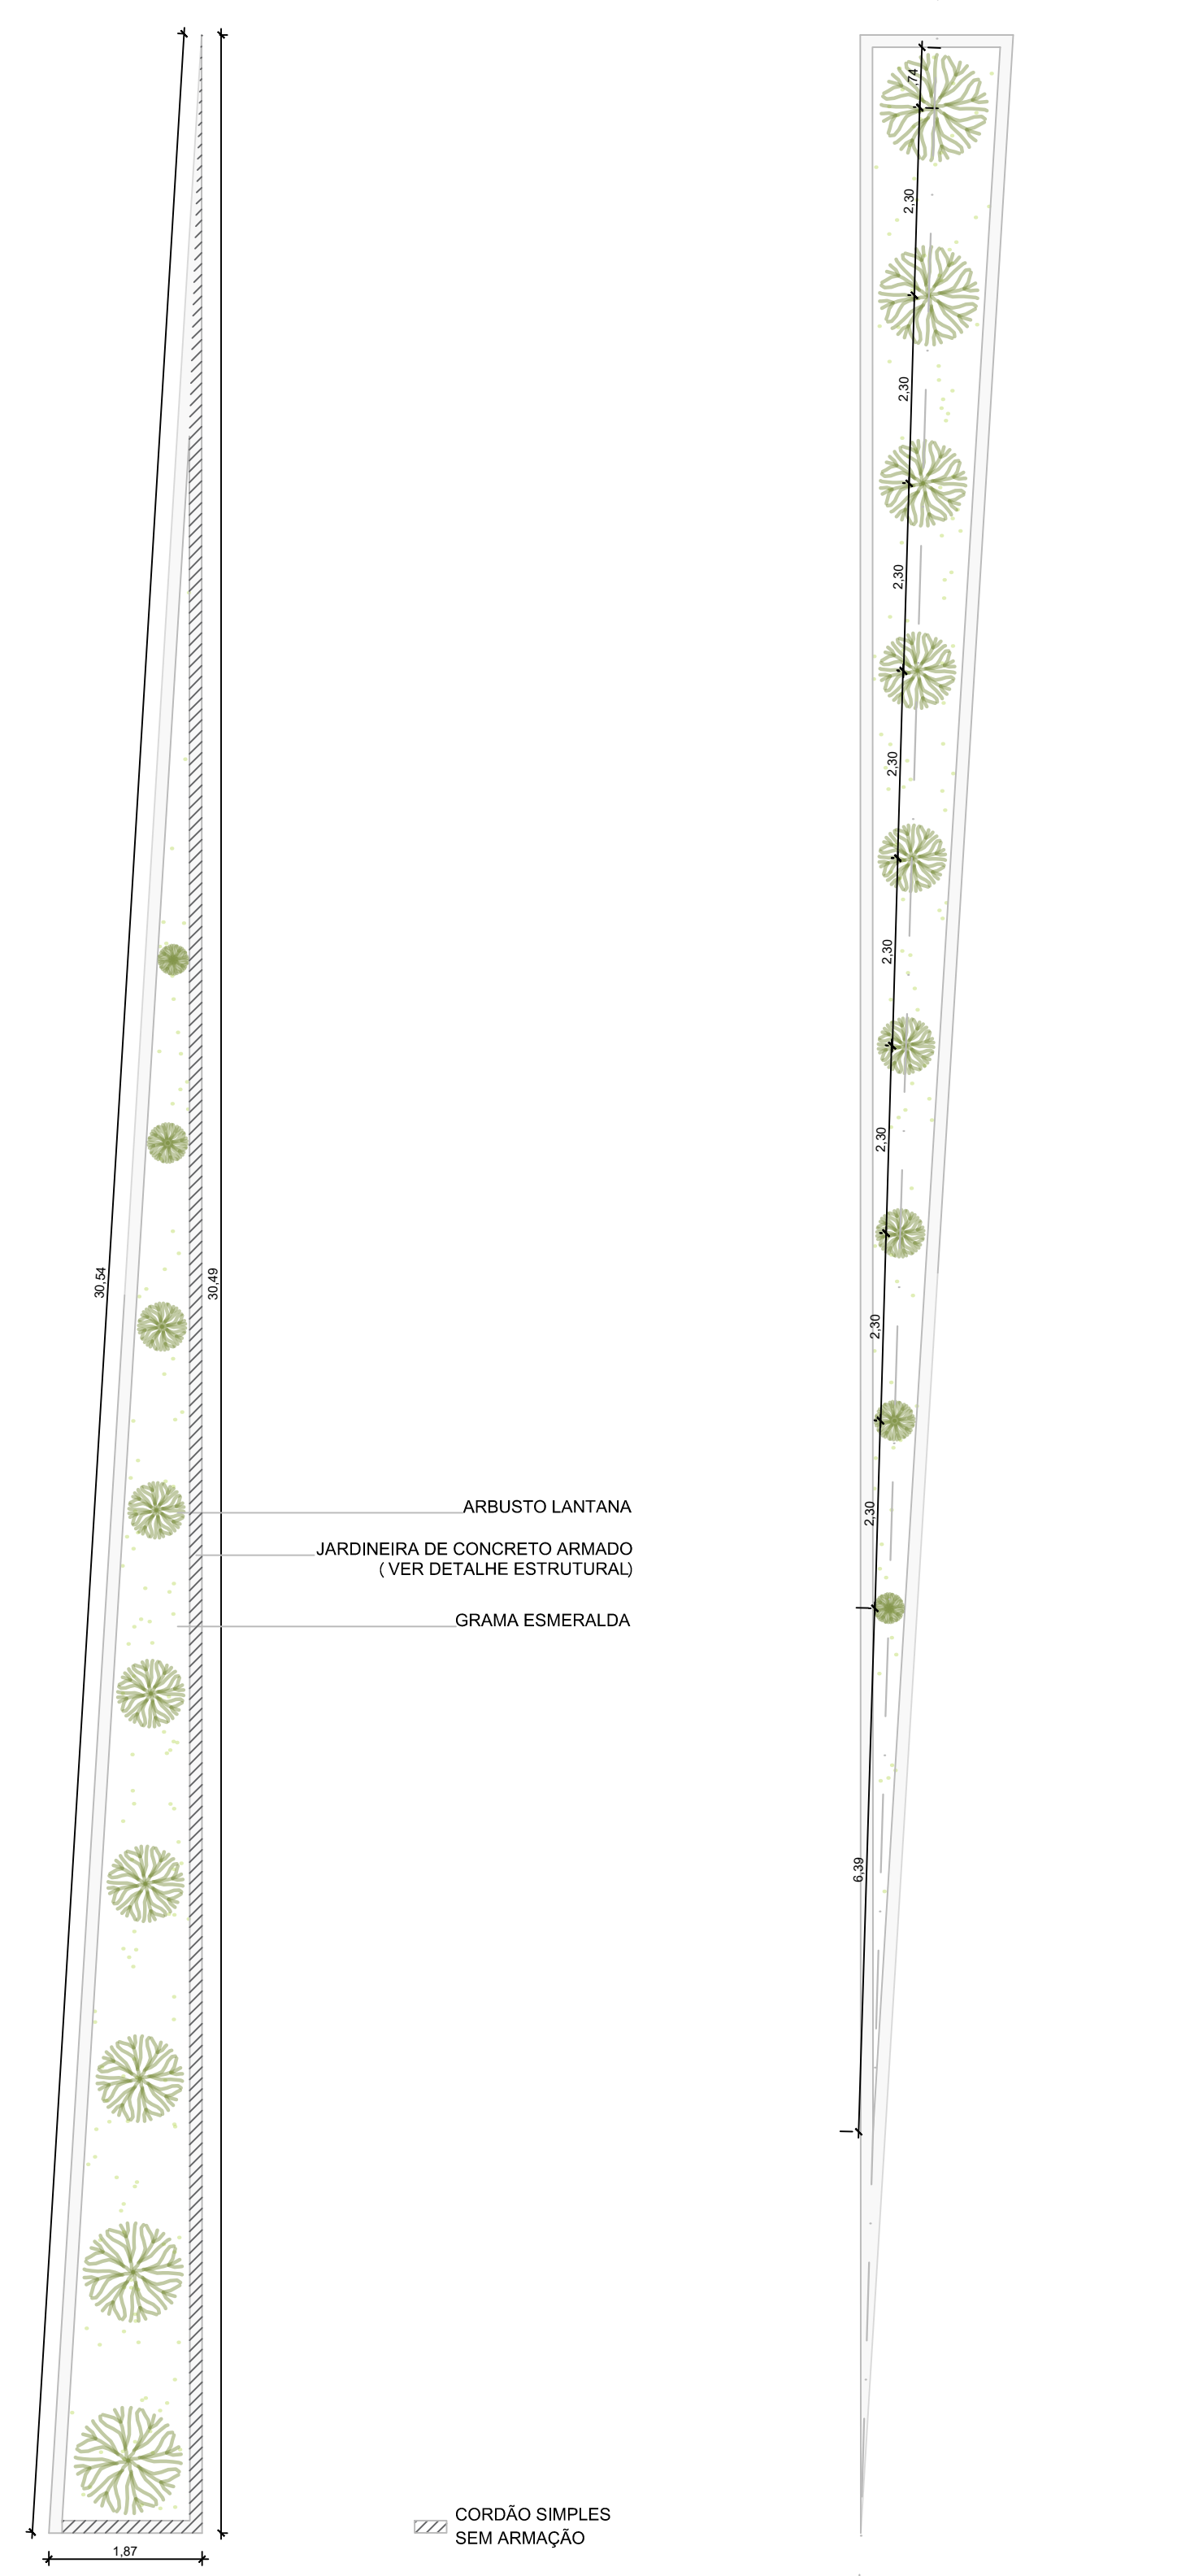 ,74
2,30
2,30
2,30
2,30
2,30
2,30
2,30
2,30
6,39
30,54
30,49
ARBUSTO LANTANA
JARDINEIRA DE CONCRETO ARMADO
( VER DETALHE ESTRUTURAL)
GRAMA ESMERALDA
CORDÃO SIMPLES
SEM ARMAÇÃO
1,87